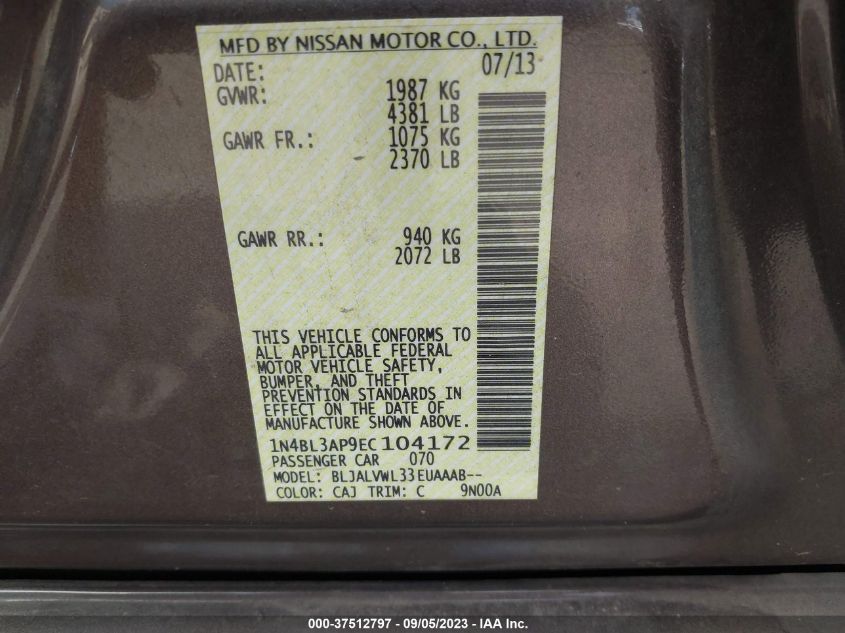 MFD BY NISSAN MOTOR CO., LTD.
DATE: 07/13
GVWR: 1987 KG
4381 LB
GAWR FR.: 1075 KG
2370 LB
GAWR RR.: 940 KG
2072 LB
THIS VEHICLE CONFORMS TO
ALL APPLICABLE FEDERAL
MOTOR VEHICLE SAFETY,
BUMPER, AND THEFT
PREVENTION STANDARDS IN
EFFECT ON THE DATE OF
MANUFACTURE SHOWN ABOVE.
1N4BL3AP9EC104172
PASSENGER CAR 070
MODEL: BLJALVWL33EUAAAB--
COLOR: CAJ TRIM: C 9N00A
000-37512797 - 09/05/2023 - IAA Inc.